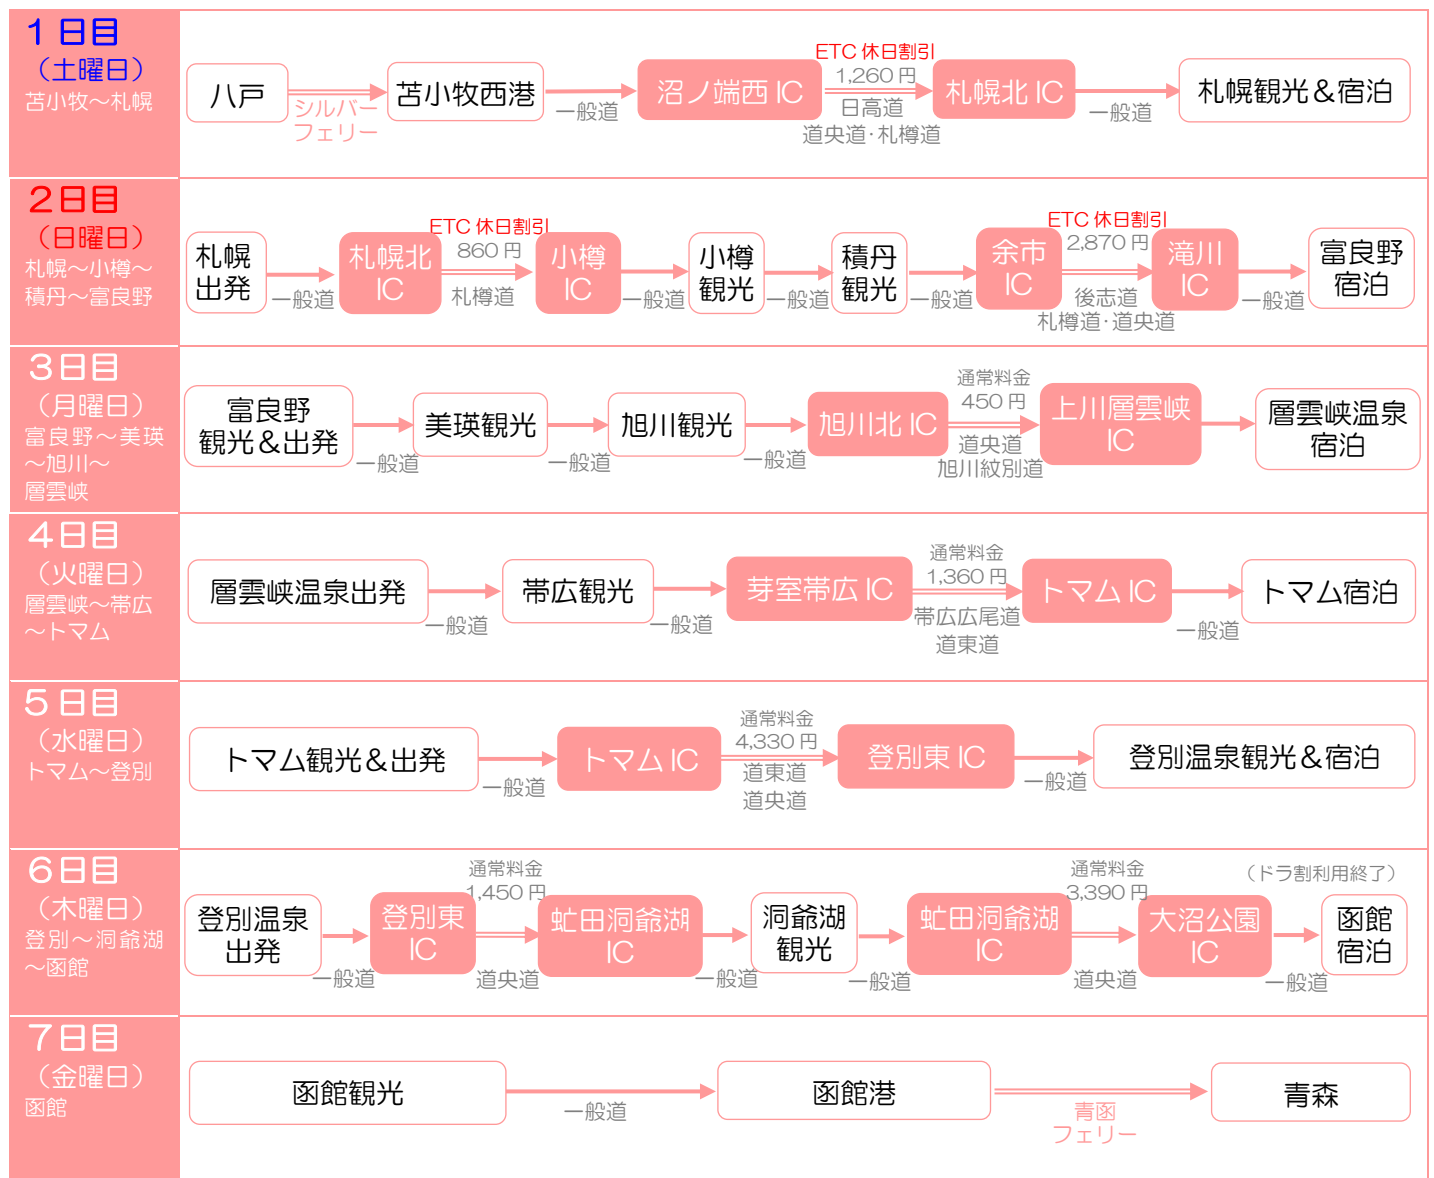 1日目
（土曜日）
苫小牧～札幌
八戸
シルバー
フェリー
苫小牧西港
一般道
沼ノ端西 IC
ETC 休日割引
1,260 円
日高道
道央道･札樽道
札幌北 IC
一般道
札幌観光＆宿泊
2日目
（日曜日）
札幌～小樽～
積丹～富良野
札幌
出発
一般道
札幌北
IC
ETC 休日割引
860 円
札樽道
小樽
IC
一般道
小樽
観光
一般道
積丹
観光
一般道
余市
IC
ETC 休日割引
2,870 円
後志道
札樽道･道央道
滝川
IC
一般道
富良野
宿泊
3日目
（月曜日）
富良野～美瑛
～旭川～
層雲峡
富良野
観光＆出発
一般道
美瑛観光
一般道
旭川観光
一般道
旭川北 IC
通常料金
450 円
道央道
旭川紋別道
上川層雲峡
IC
層雲峡温泉
宿泊
4日目
（火曜日）
層雲峡～帯広
～トマム
層雲峡温泉出発
一般道
帯広観光
一般道
芽室帯広 IC
通常料金
1,360 円
帯広広尾道
道東道
トマム IC
一般道
トマム宿泊
5日目
（水曜日）
トマム～登別
トマム観光＆出発
一般道
トマム IC
通常料金
4,330 円
道東道
道央道
登別東 IC
一般道
登別温泉観光＆宿泊
6日目
（木曜日）
登別～洞爺湖
～函館
登別温泉
出発
一般道
登別東
IC
通常料金
1,450 円
道央道
虻田洞爺湖
IC
一般道
洞爺湖
観光
一般道
虻田洞爺湖
IC
通常料金
3,390 円
道央道
大沼公園
IC
一般道
（ドラ割利用終了）
函館
宿泊
7日目
（金曜日）
函館
函館観光
一般道
函館港
青函
フェリー
青森